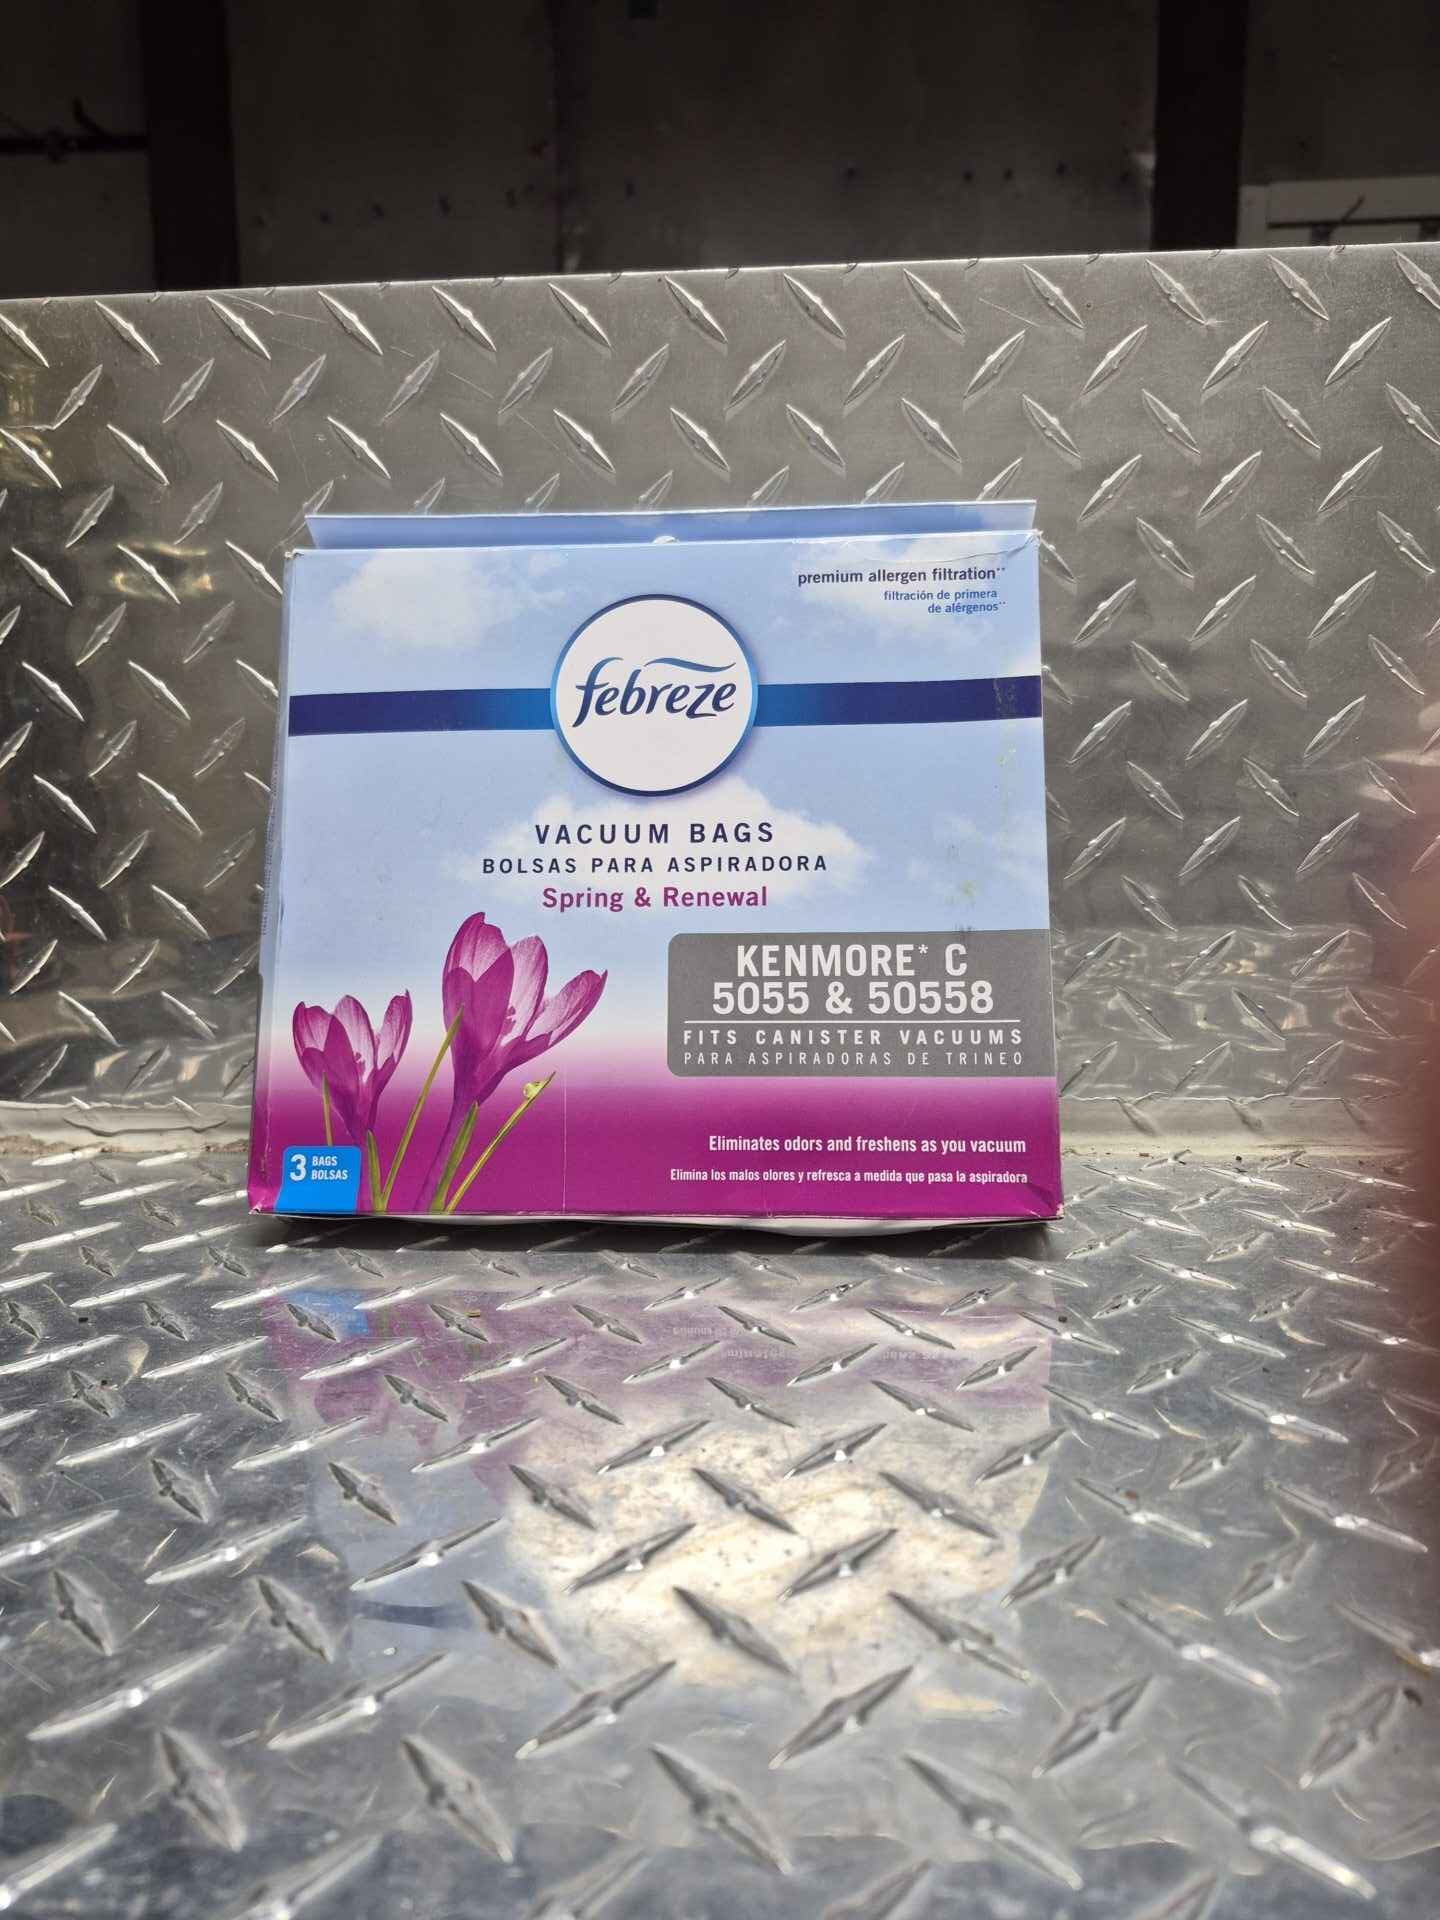 premium allergen filtration**
filtración de primera
de alérgenos**
febreze
VACUUM BAGS
BOLSAS PARA ASPIRADORA
Spring & Renewal
KENMORE* C
5055 & 50558
FITS CANISTER VACUUMS
PARA ASPIRADORAS DE TRINEO
Eliminates odors and freshens as you vacuum
Elimina los malos olores y refresca a medida que pasa la aspiradora
3 BAGS
BOLSAS